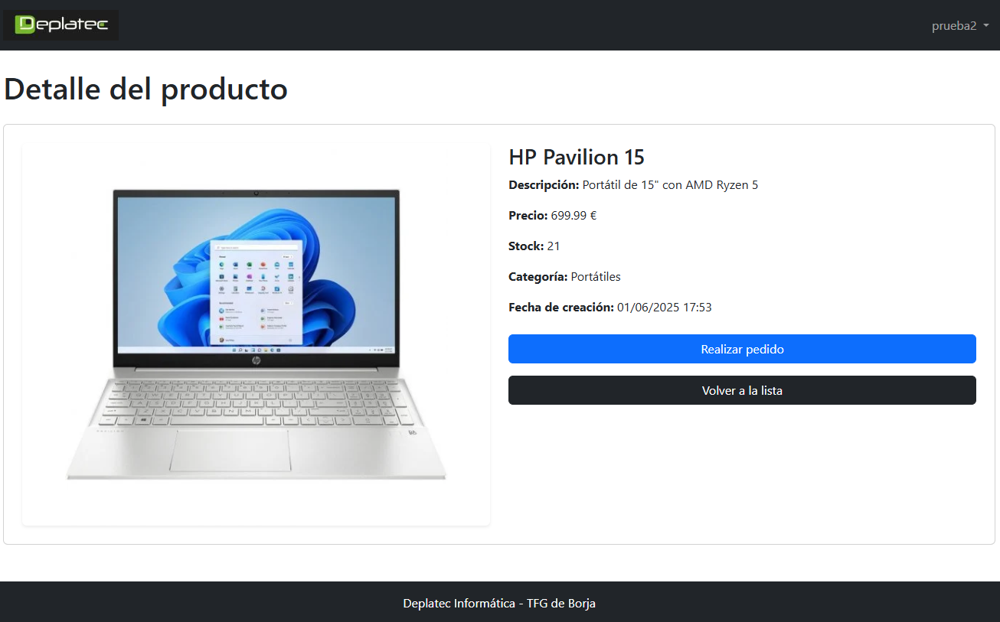 Deplatec
prueba2
Detalle del producto
HP Pavilion 15
Descripción: Portátil de 15" con AMD Ryzen 5
Precio: 699.99 €
Stock: 21
Categoría: Portátiles
Fecha de creación: 01/06/2025 17:53
Realizar pedido
Volver a la lista
hp
PAVILION
Deplatec Informática - TFG de Borja